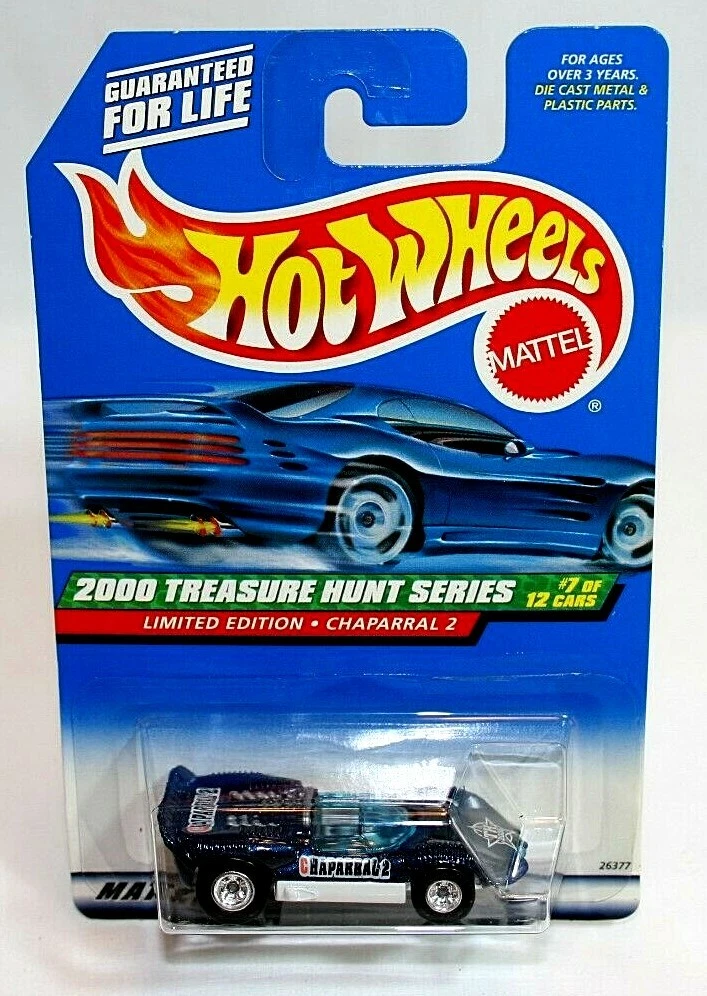 GUARANTEED
FOR LIFE
FOR AGES
OVER 3 YEARS.
DIE CAST METAL &
PLASTIC PARTS.
HOT WHEELS
MATTEL
®
2000 TREASURE HUNT SERIES
#7 OF
12 CARS
LIMITED EDITION • CHAPARRAL 2
CHAPARRAL 2
26377
MAT